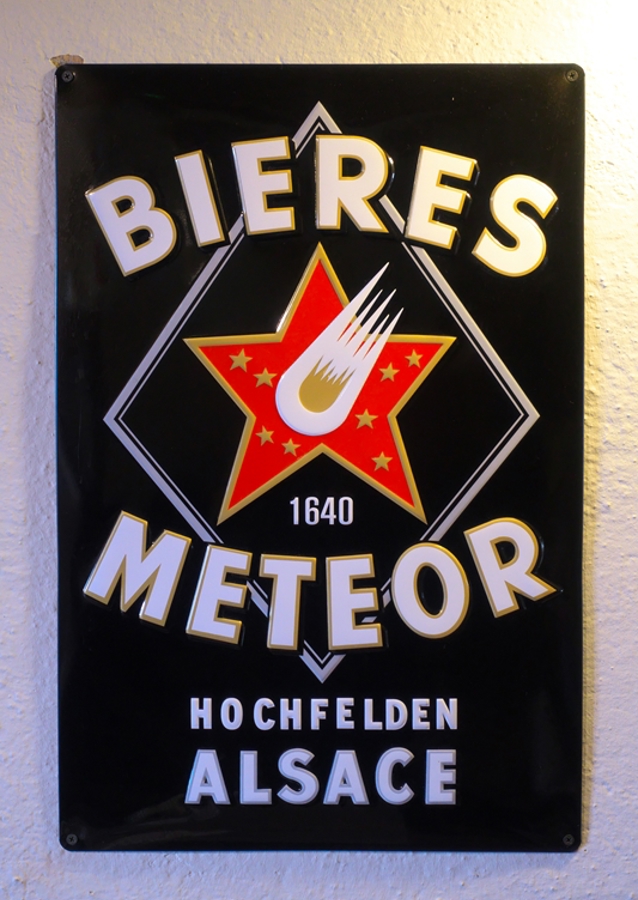 BIERES
1640
METEOR
HOCHFELDEN
ALSACE